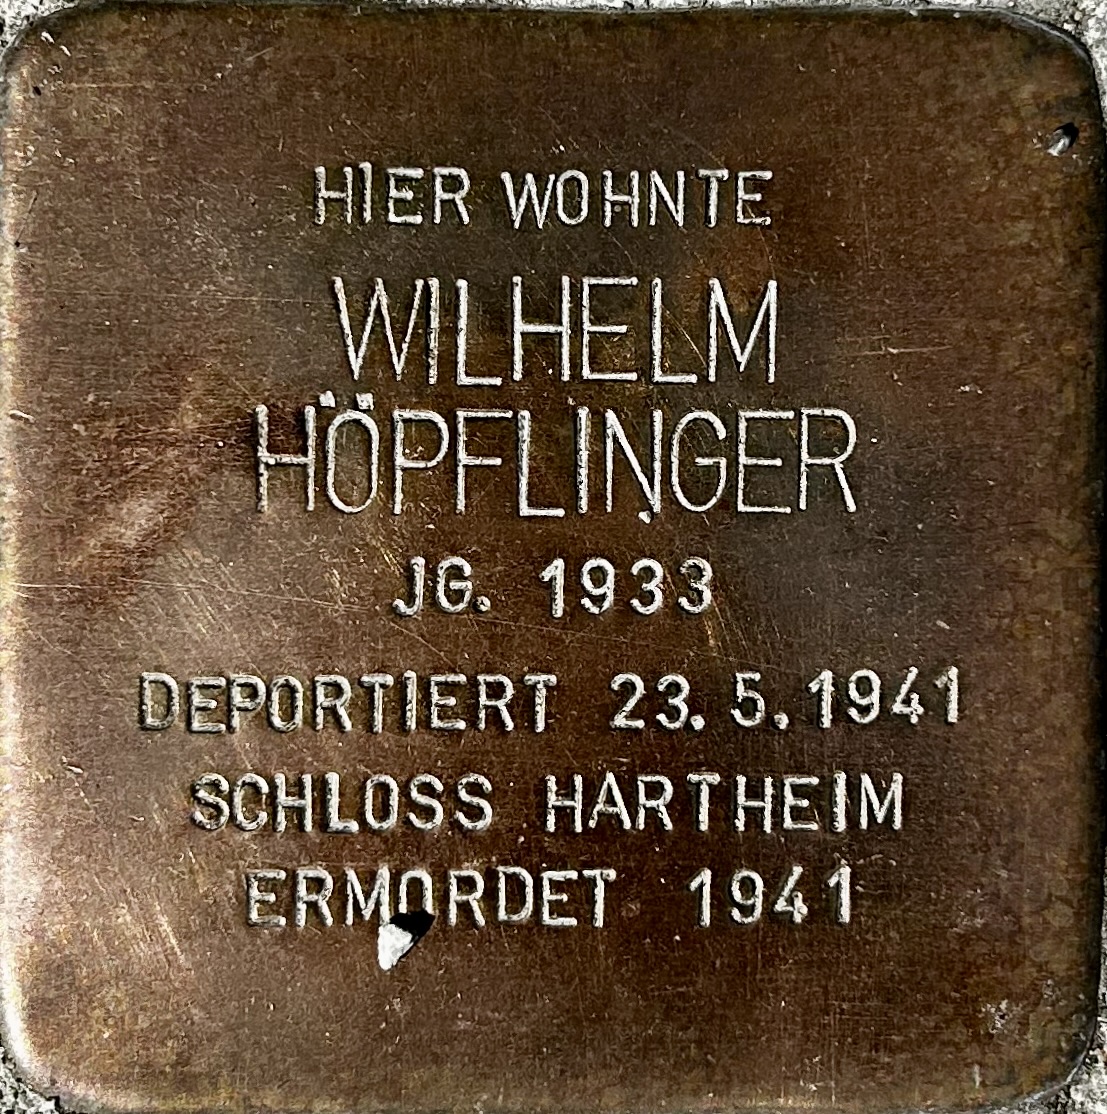 HIER WOHNTE
WILHELM
HÖPFLINGER
JG. 1933
DEPORTIERT 23.5.1941
SCHLOSS HARTHEIM
ERMORDET 1941